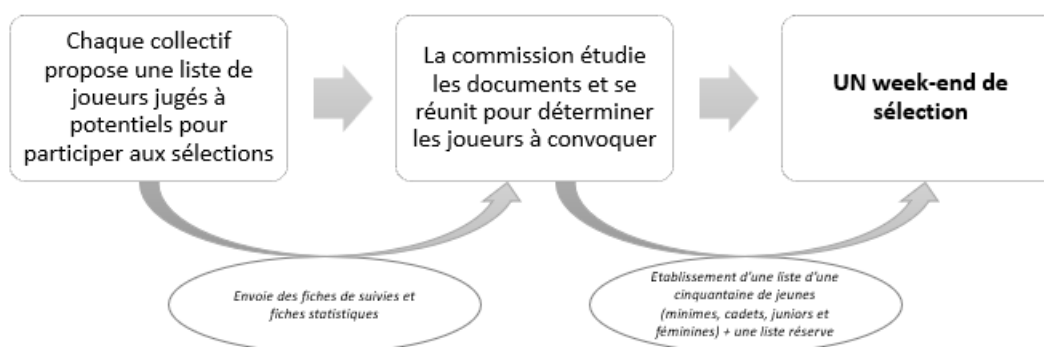 Chaque collectif
propose une liste de
joueurs jugés à
potentiels pour
participer aux sélections
La commission étudie
les documents et se
réunit pour déterminer
les joueurs à convoquer
UN week-end de
sélection
Envoie des fiches de suivies et
fiches statistiques
Etablissement d'une liste d'une
cinquantaine de jeunes
(minimes, cadets, juniors et
féminines) + une liste réserve